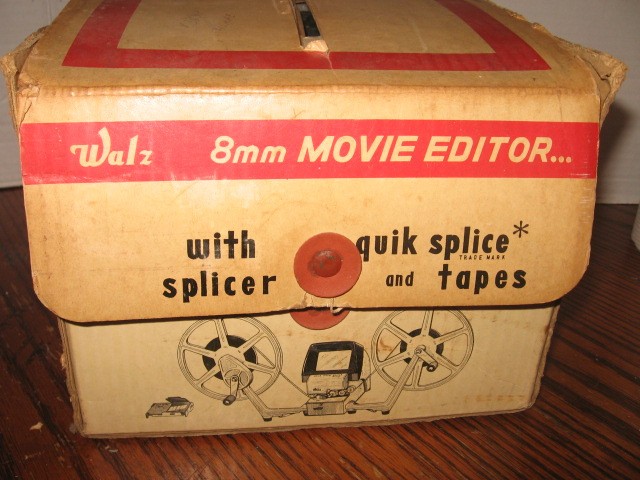 Walz 8mm MOVIE EDITOR...
with quik splice*
TRADE MARK
splicer and tapes